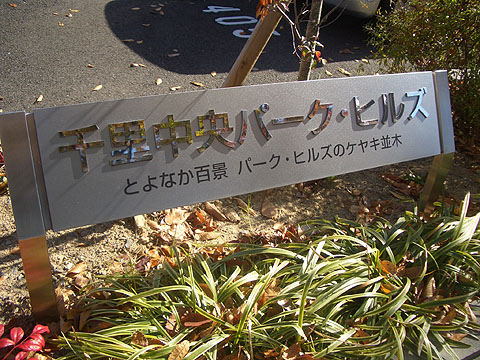 409
千里中央パーク・ヒルズ
とよなか百景 パーク・ヒルズのケヤキ並木